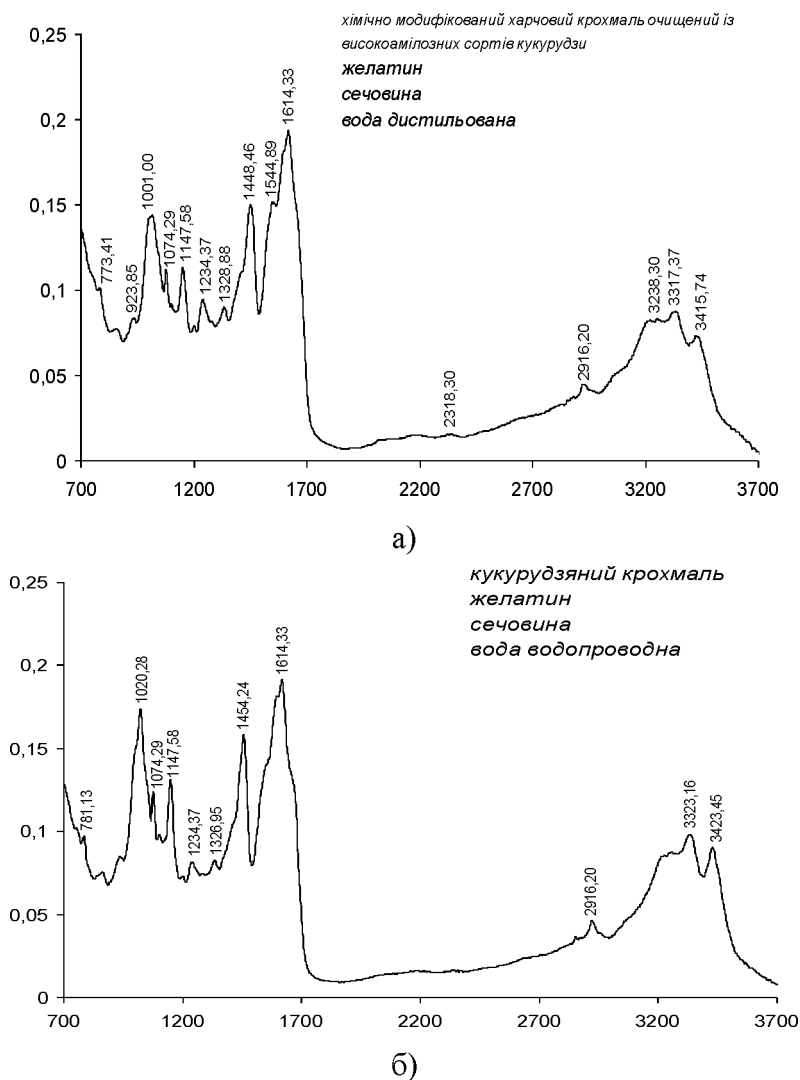 хімічно модифікований харчовий крохмаль очищений із
високоамілозних сортів кукурудзи
желатин
сечовина
вода дистильована
0,25
0,2
0,15
0,1
0,05
0
773,41
923,85
1001,00
1074,29
1147,58
1234,37
1328,88
1448,46
1544,89
1614,33
2318,30
2916,20
3238,30
3317,37
3415,74
700 1200 1700 2200 2700 3200 3700
а)
кукурудзяний крохмаль
желатин
сечовина
вода водопроводна
0,25
0,2
0,15
0,1
0,05
0
781,13
1020,28
1074,29
1147,58
1234,37
1326,95
1454,24
1614,33
2916,20
3323,16
3423,45
700 1200 1700 2200 2700 3200 3700
б)